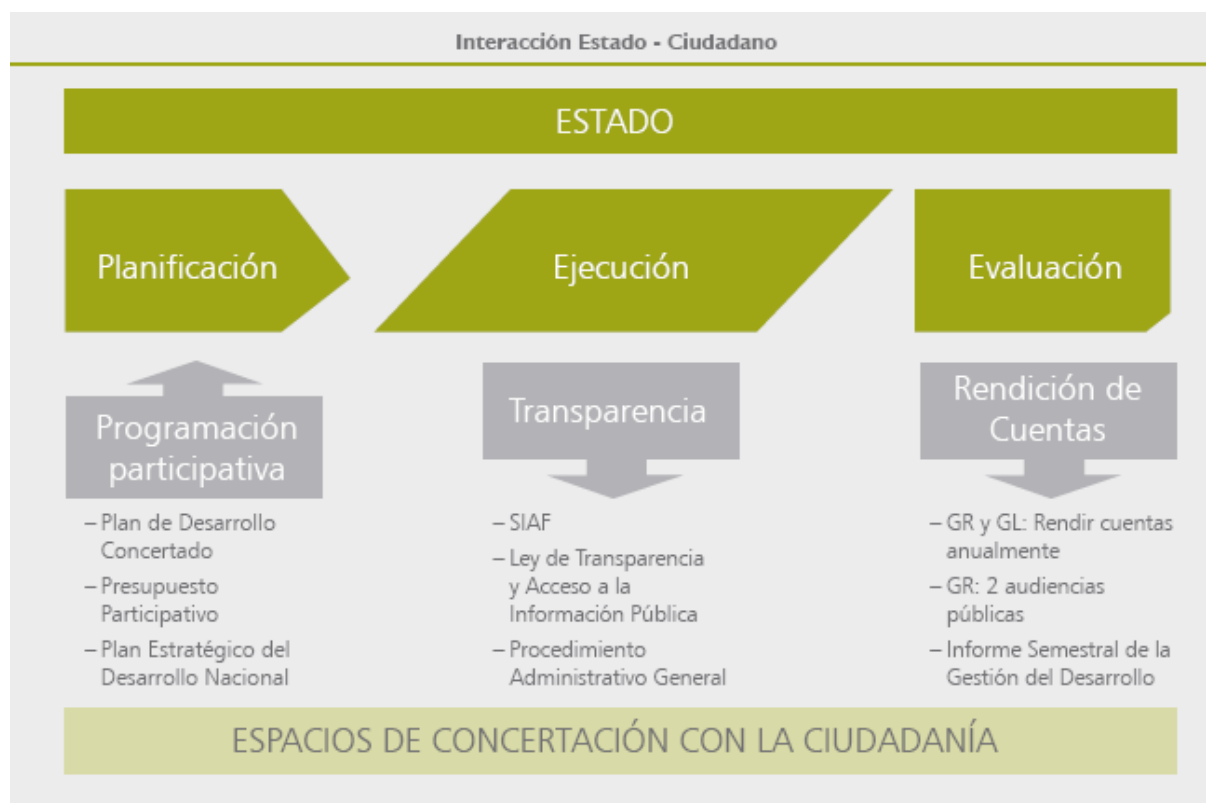 Interacción Estado - Ciudadano
ESTADO
Planificación
Ejecución
Evaluación
Programación
participativa
– Plan de Desarrollo
Concertado
– Presupuesto
Participativo
– Plan Estratégico del
Desarrollo Nacional
Transparencia
– SIAF
– Ley de Transparencia
y Acceso a la
Información Pública
– Procedimiento
Administrativo General
Rendición de
Cuentas
– GR y GL: Rendir cuentas
anualmente
– GR: 2 audiencias
públicas
– Informe Semestral de la
Gestión del Desarrollo
ESPACIOS DE CONCERTACIÓN CON LA CIUDADANÍA